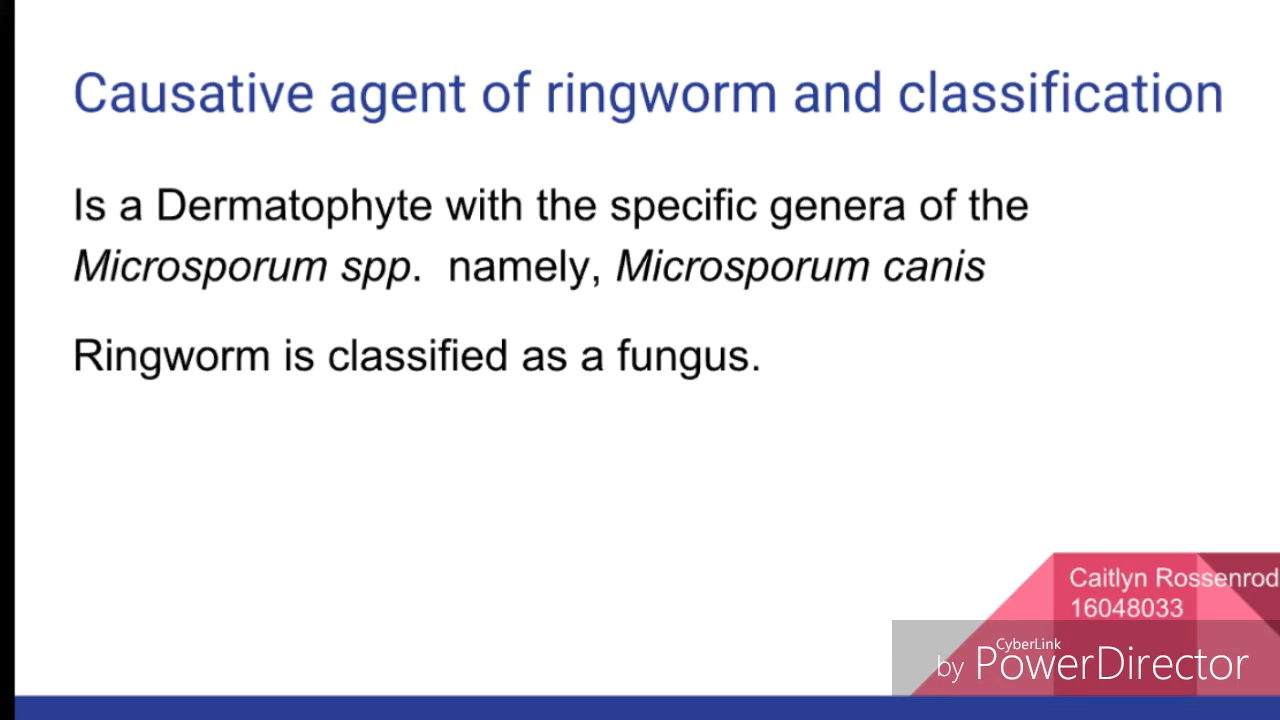 Causative agent of ringworm and classification
Is a Dermatophyte with the specific genera of the
Microsporum spp.  namely, Microsporum canis
Ringworm is classified as a fungus.
Caitlyn Rossenrod
16048033
CyberLink
by PowerDirector